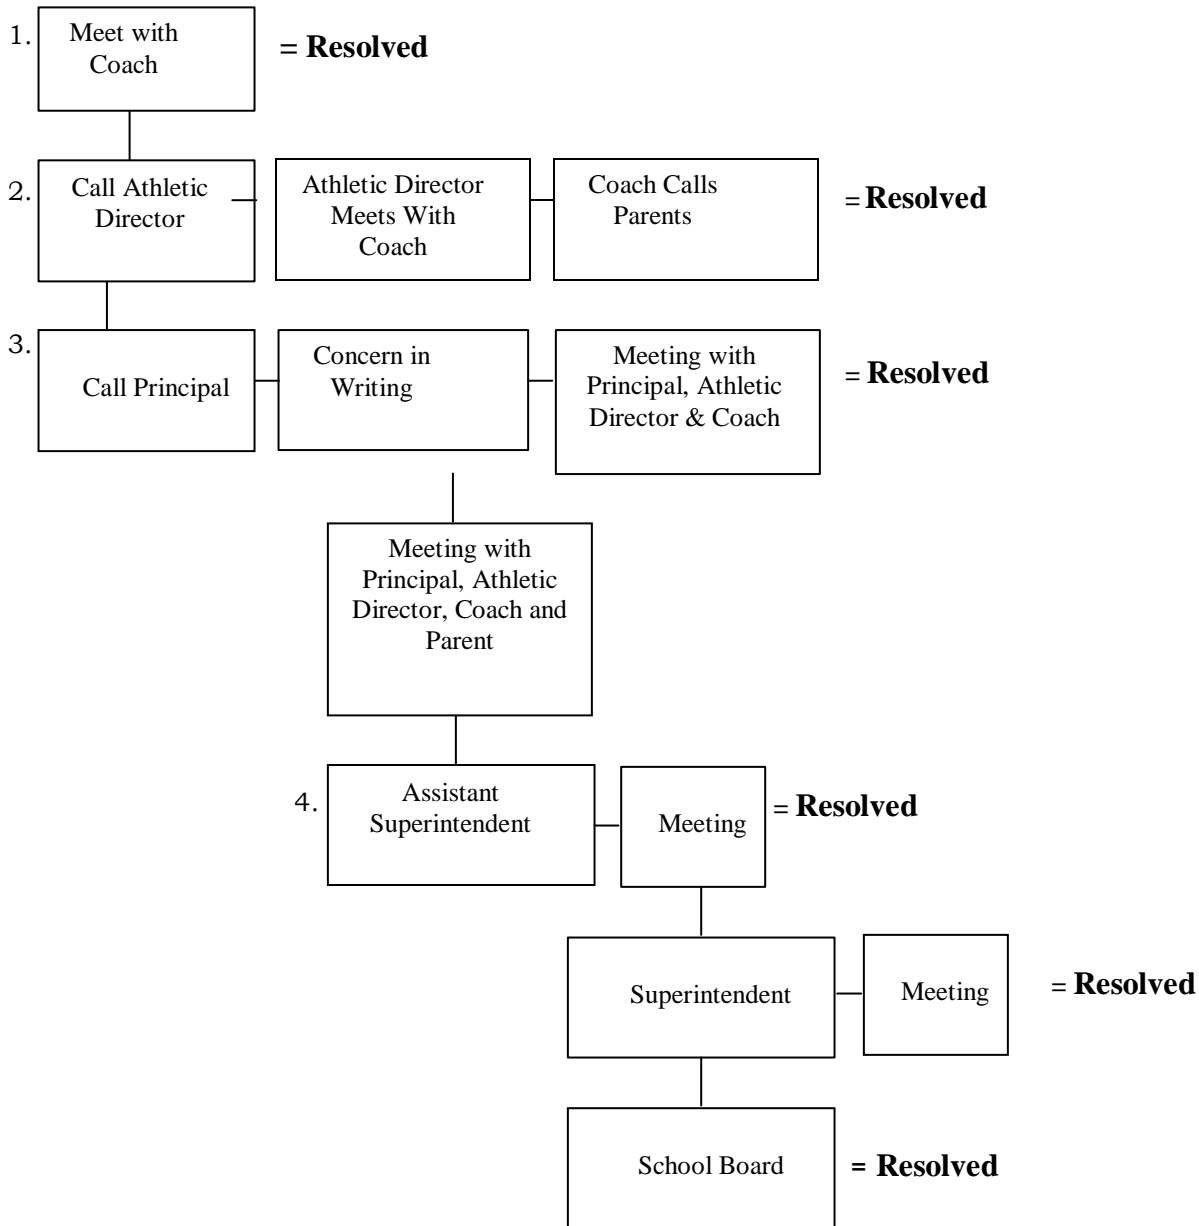 1.
Meet with
Coach
= Resolved
2.
Call Athletic
Director
Athletic Director
Meets With
Coach
Coach Calls
Parents
= Resolved
3.
Call Principal
Concern in
Writing
Meeting with
Principal, Athletic
Director & Coach
= Resolved
Meeting with
Principal, Athletic
Director, Coach and
Parent
4.
Assistant
Superintendent
Meeting
= Resolved
Superintendent
Meeting
= Resolved
School Board
= Resolved